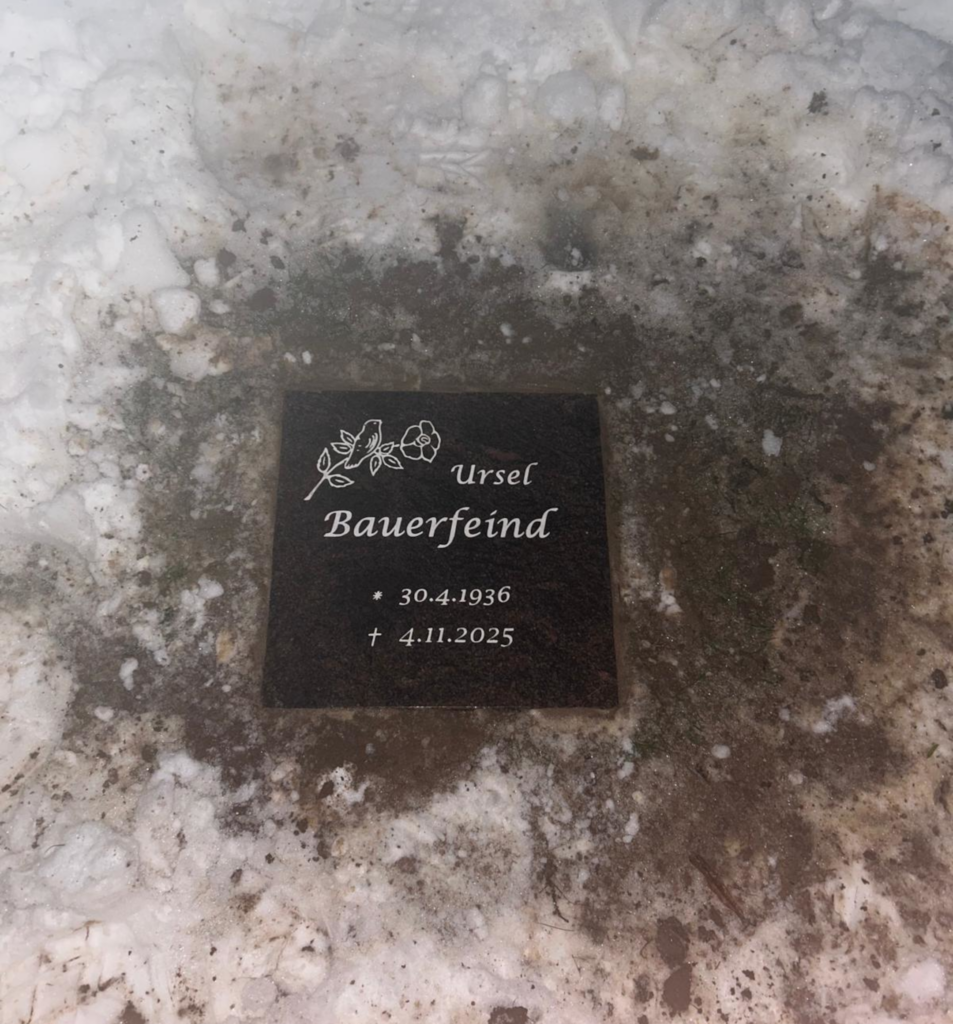 Ursel
Bauerfeind
* 30.4.1936
† 4.11.2025